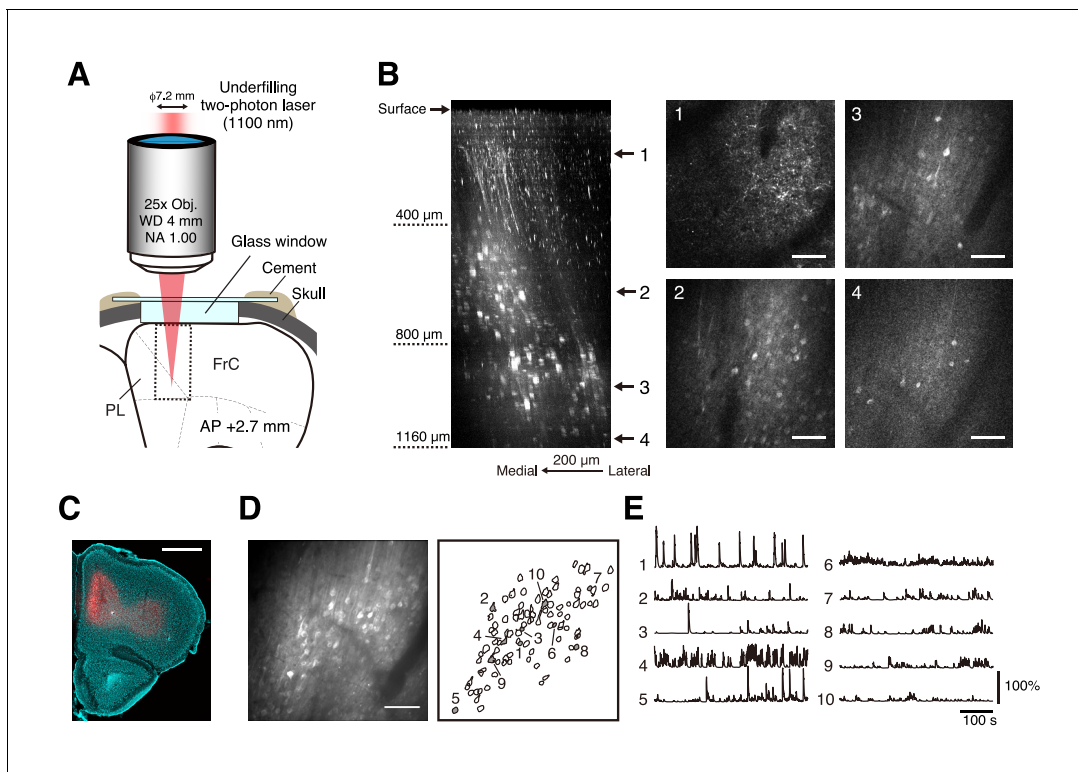 A
ϕ7.2 mm
Underfilling
two-photon laser
(1100 nm)
25x Obj.
WD 4 mm
NA 1.00
Glass window
Cement
Skull
FrC
PL
AP +2.7 mm
B
Surface
400 µm
800 µm
1160 µm
1
2
3
4
200 µm
Medial
Lateral
1
3
2
4
C
D
10
7
2
4
3
1
6
8
9
5
E
1
2
3
4
5
6
7
8
9
10
100%
100 s